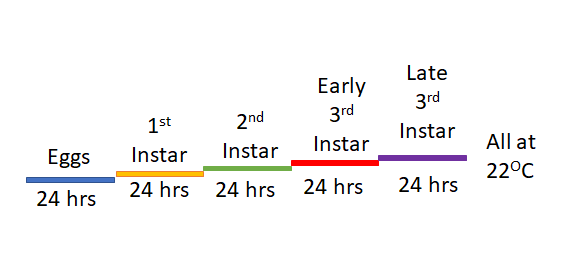 Eggs
24 hrs
1st
Instar
24 hrs
2nd
Instar
24 hrs
Early
3rd
Instar
24 hrs
Late
3rd
Instar
24 hrs
All at
22⁰C